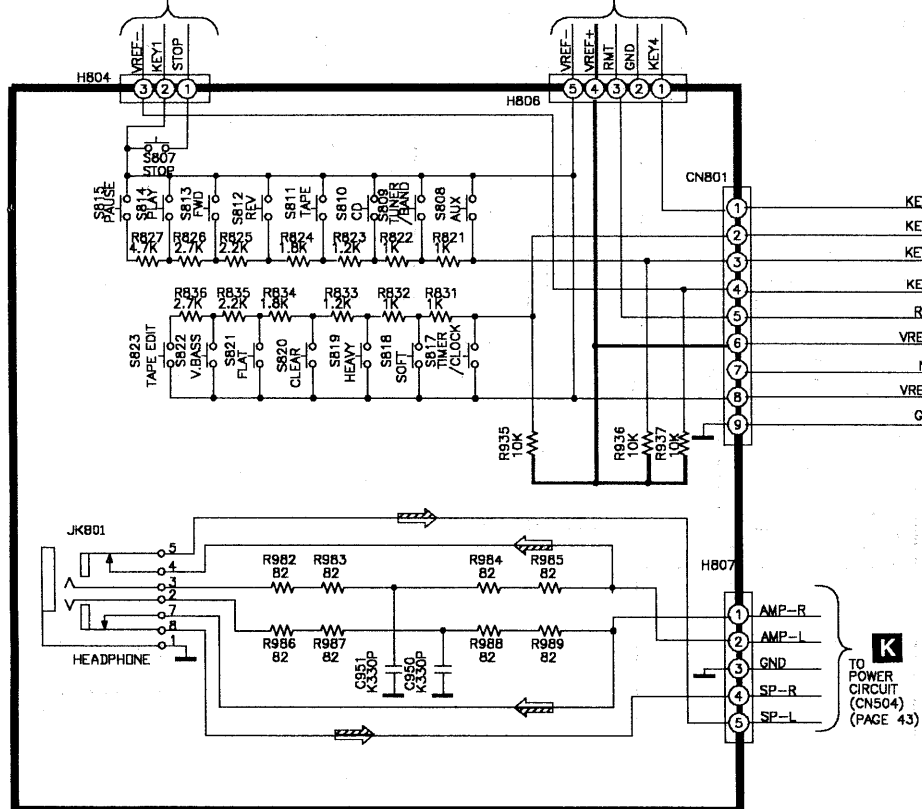 VREF-
KEY1
STOP
VREF-
VREF+
RMT
GND
KEY4
H804
3
2
1
H806
5
4
3
2
1
S807
STOP
CN801
S815
PAUSE
S814
PLAY
S813
FWD
S812
REV
S811
TAPE
S810
CD
S809
TUNER
/BAND
S808
AUX
R827
4.7K
R826
2.7K
R825
2.2K
R824
1.8K
R823
1.2K
R822
1K
R821
1K
R836
2.7K
R835
2.2K
R834
1.8K
R833
1.2K
R832
1K
R831
1K
S823
TAPE EDIT
S822
V.BASS
S821
FLAT
S820
CLEAR
S819
HEAVY
S818
SOFT
S817
TIMER
/CLOCK
1
KE
2
KE
3
KE
4
KE
5
R
6
VRE
7
8
VRE
9
G
R935
10K
R936
10K
R937
10K
JK801
5
4
3
2
7
8
1
HEADPHONE
R982
82
R983
82
R984
82
R985
82
R986
82
R987
82
R988
82
R989
82
C951
K330P
C950
K330P
H807
1 AMP-R
2 AMP-L
3 GND
4 SP-R
5 SP-L
K
TO
POWER
CIRCUIT
(CN504)
(PAGE 43)